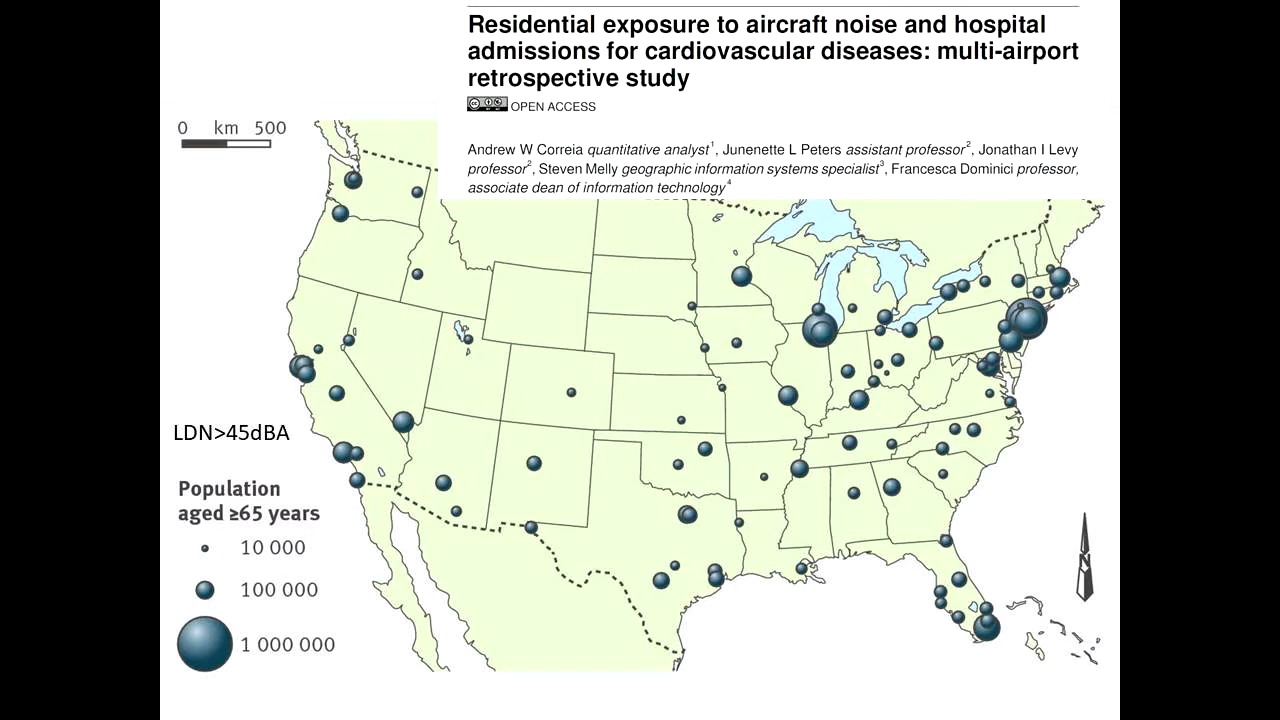 Residential exposure to aircraft noise and hospital
admissions for cardiovascular diseases: multi-airport
retrospective study
OPEN ACCESS
Andrew W Correia quantitative analyst¹, Junenette L Peters assistant professor², Jonathan I Levy
professor², Steven Melly geographic information systems specialist³, Francesca Dominici professor,
associate dean of information technology⁴
0 km 500
LDN>45dBA
Population
aged ≥65 years
10 000
100 000
1 000 000
N